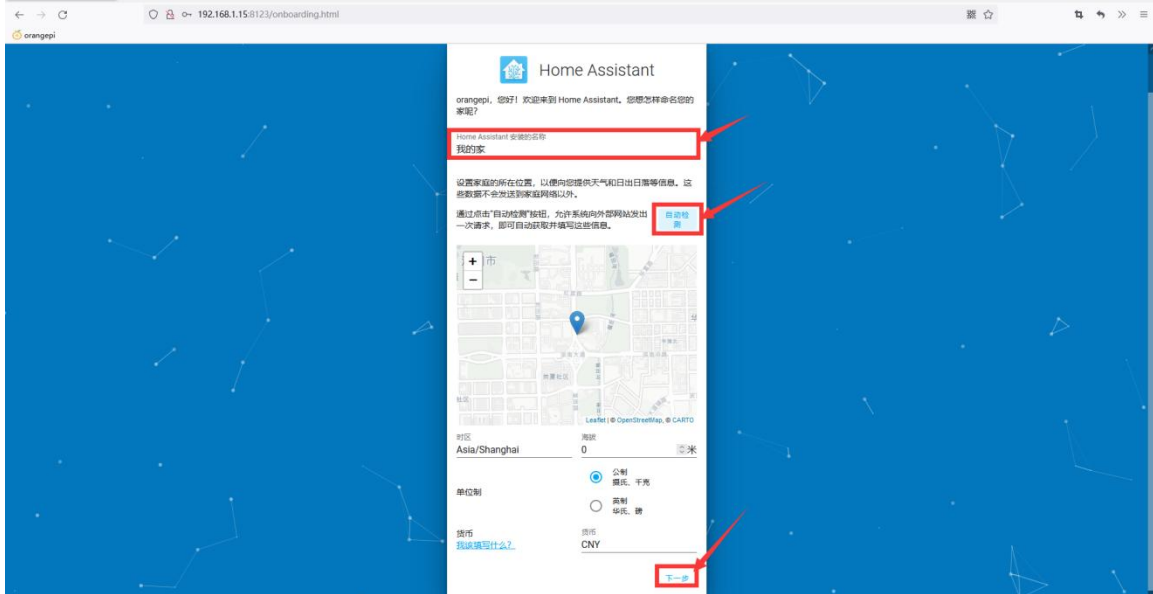 192.168.1.15:8123/onboarding.html
orangepi
Home Assistant
orangepi，您好！欢迎来到 Home Assistant。您想怎样命名您的
家呢？
Home Assistant 安装的名称
我的家
设置家庭的所在位置，以便向您提供天气和日出日落等信息。这
些数据不会发送到家庭网络以外。
通过点击“自动检测”按钮，允许系统向外部网站发出
一次请求，即可自动获取并填写这些信息。
自动检
测
+
市
−
Leaflet | © OpenStreetMap, © CARTO
时区
Asia/Shanghai
海拔
0
米
单位制
公制
摄氏、千克
英制
华氏、磅
货币
我该填写什么？
货币
CNY
下一步